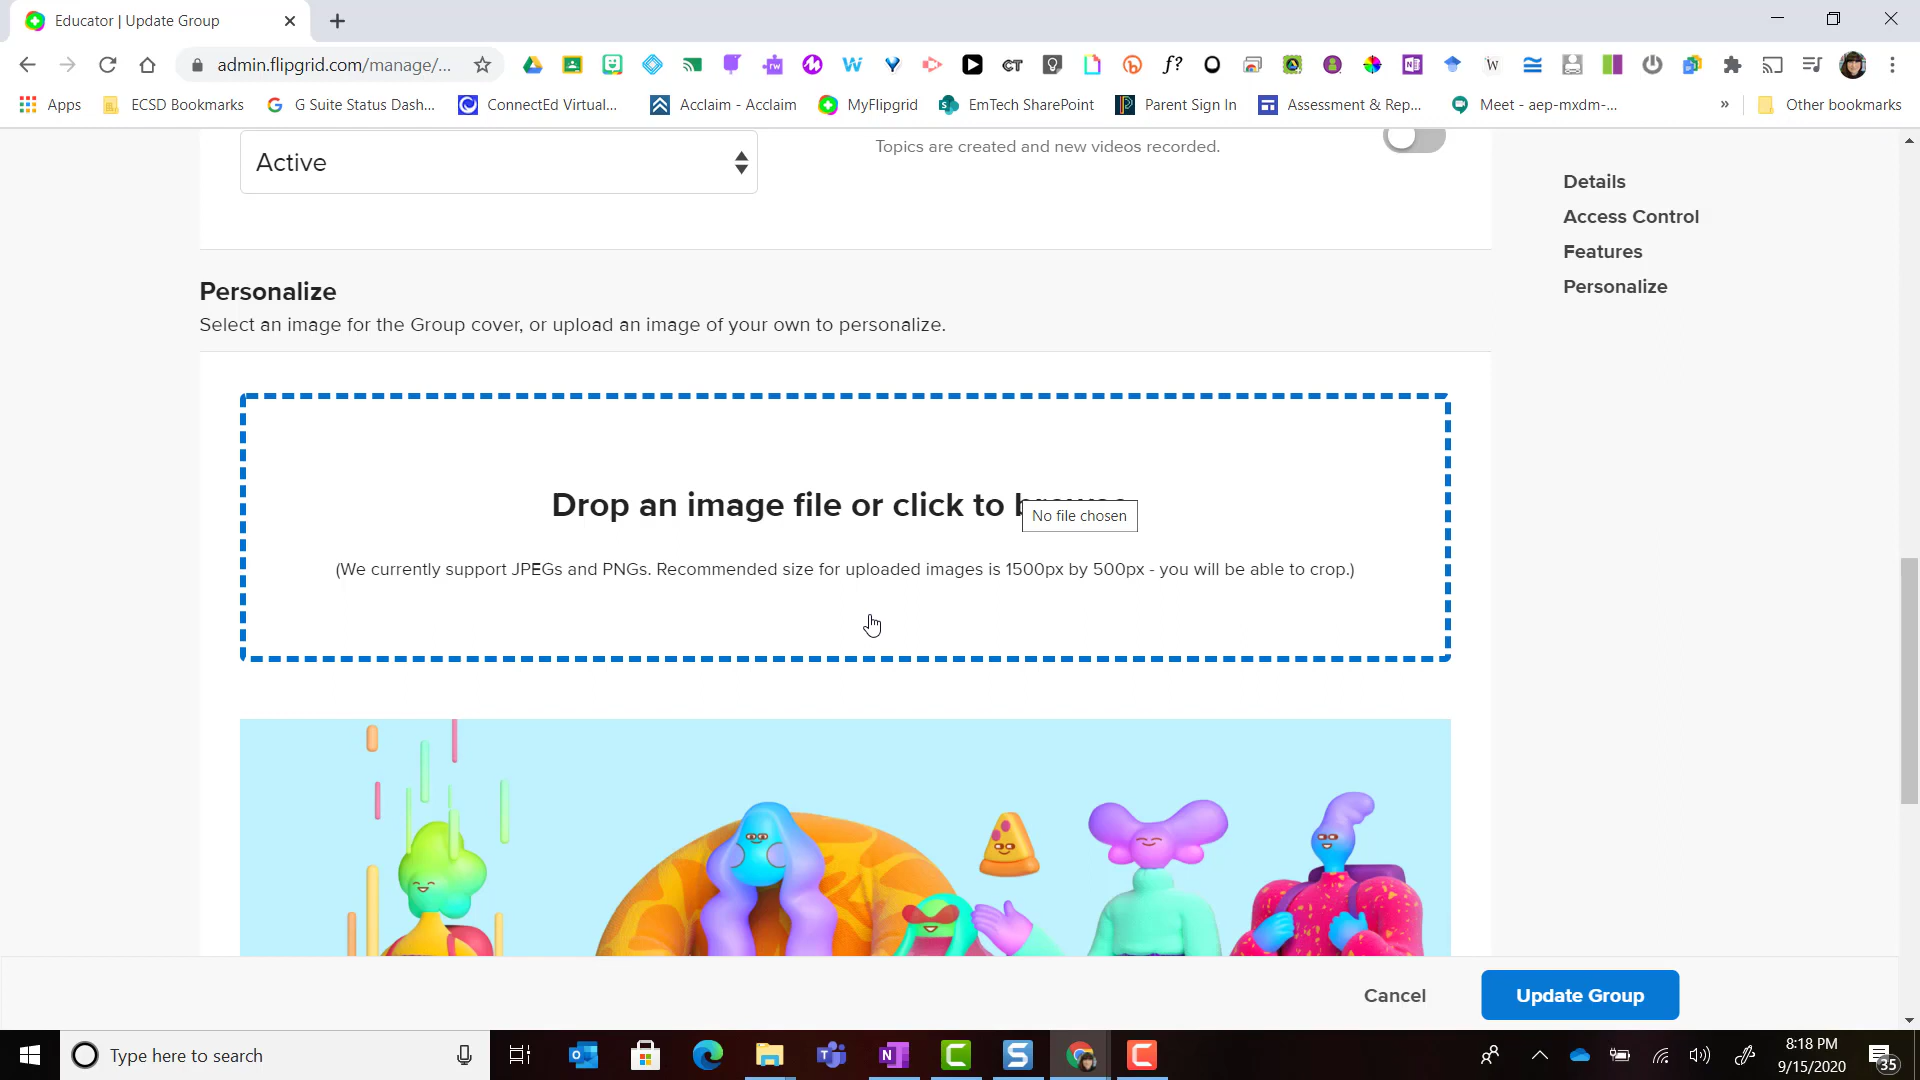 Educator | Update Group
admin.flipgrid.com/manage/...
Apps ECSD Bookmarks G Suite Status Dash... ConnectEd Virtual... Acclaim - Acclaim MyFlipgrid EmTech SharePoint Parent Sign In Assessment & Rep... Meet - aep-mxdm-... » Other bookmarks
Active
Topics are created and new videos recorded.
Details
Access Control
Features
Personalize
Personalize
Select an image for the Group cover, or upload an image of your own to personalize.
Drop an image file or click to
No file chosen
(We currently support JPEGs and PNGs. Recommended size for uploaded images is 1500px by 500px - you will be able to crop.)
Cancel
Update Group
Type here to search
8:18 PM
9/15/2020
35